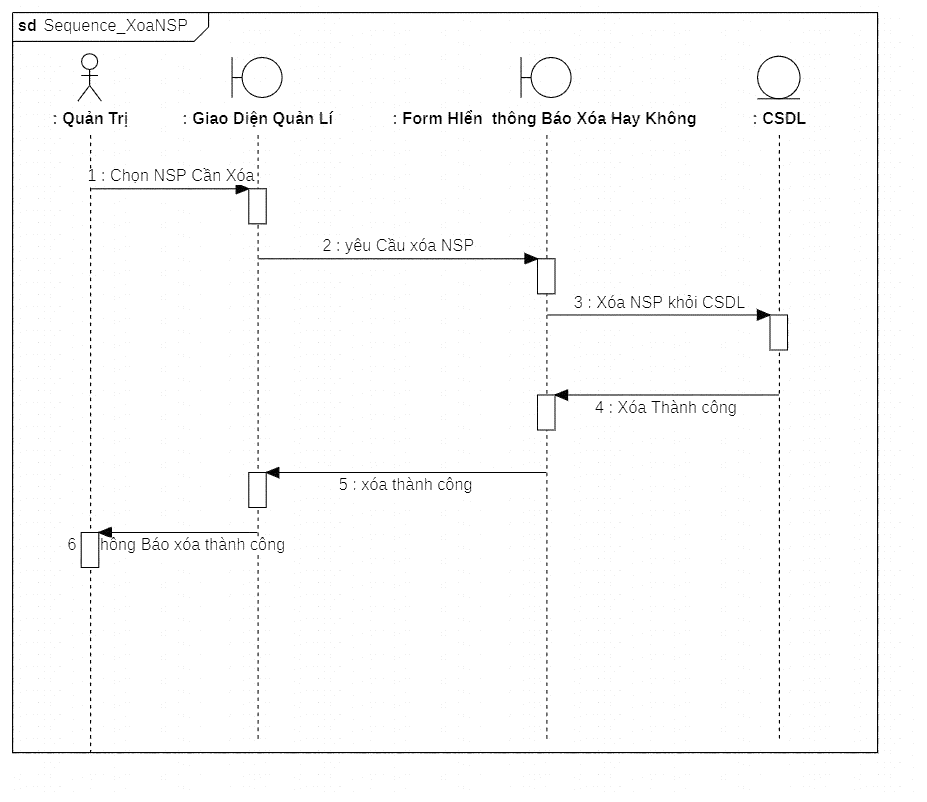 sd Sequence_XoaNSP
: Quản Trị
: Giao Diện Quản Lí
: Form HIển thông Báo Xóa Hay Không
: CSDL
1 : Chọn NSP Cần Xóa
2 : yêu Cầu xóa NSP
3 : Xóa NSP khỏi CSDL
4 : Xóa Thành công
5 : xóa thành công
6 hông Báo xóa thành công